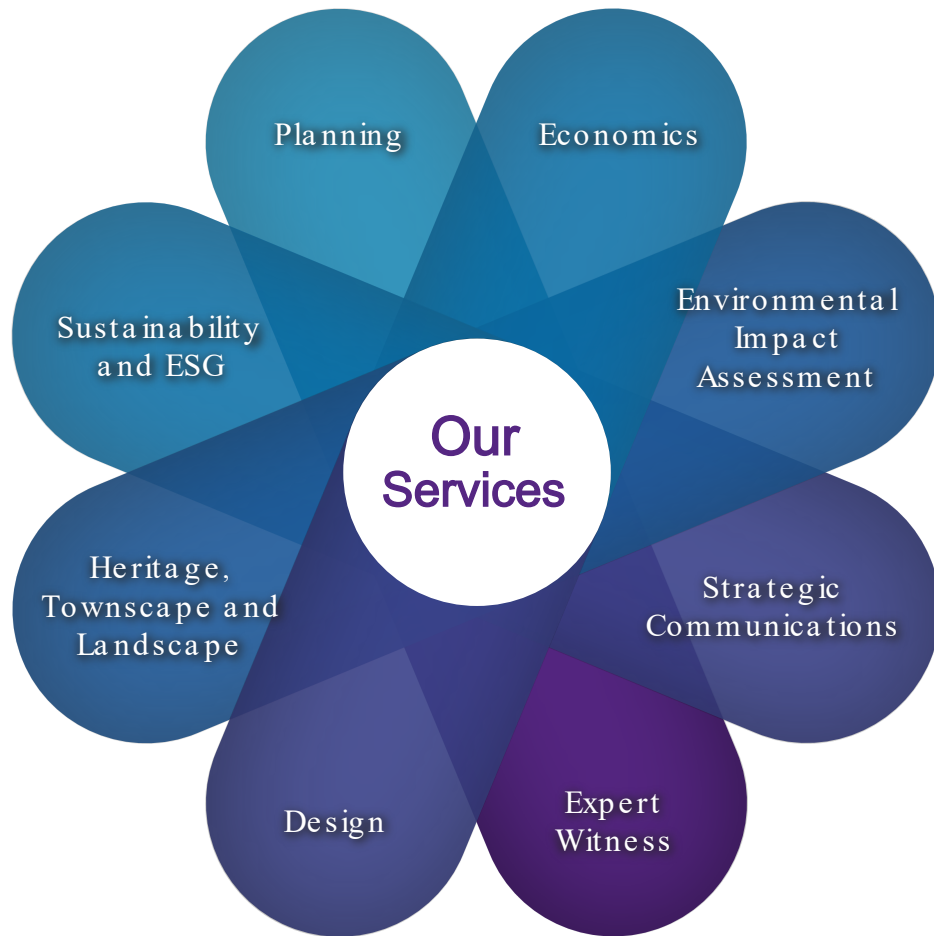 Planning
Economics
Environmental
Impact
Assessment
Sustainability
and ESG
Our
Services
Heritage,
Townscape and
Landscape
Strategic
Communications
Design
Expert
Witness